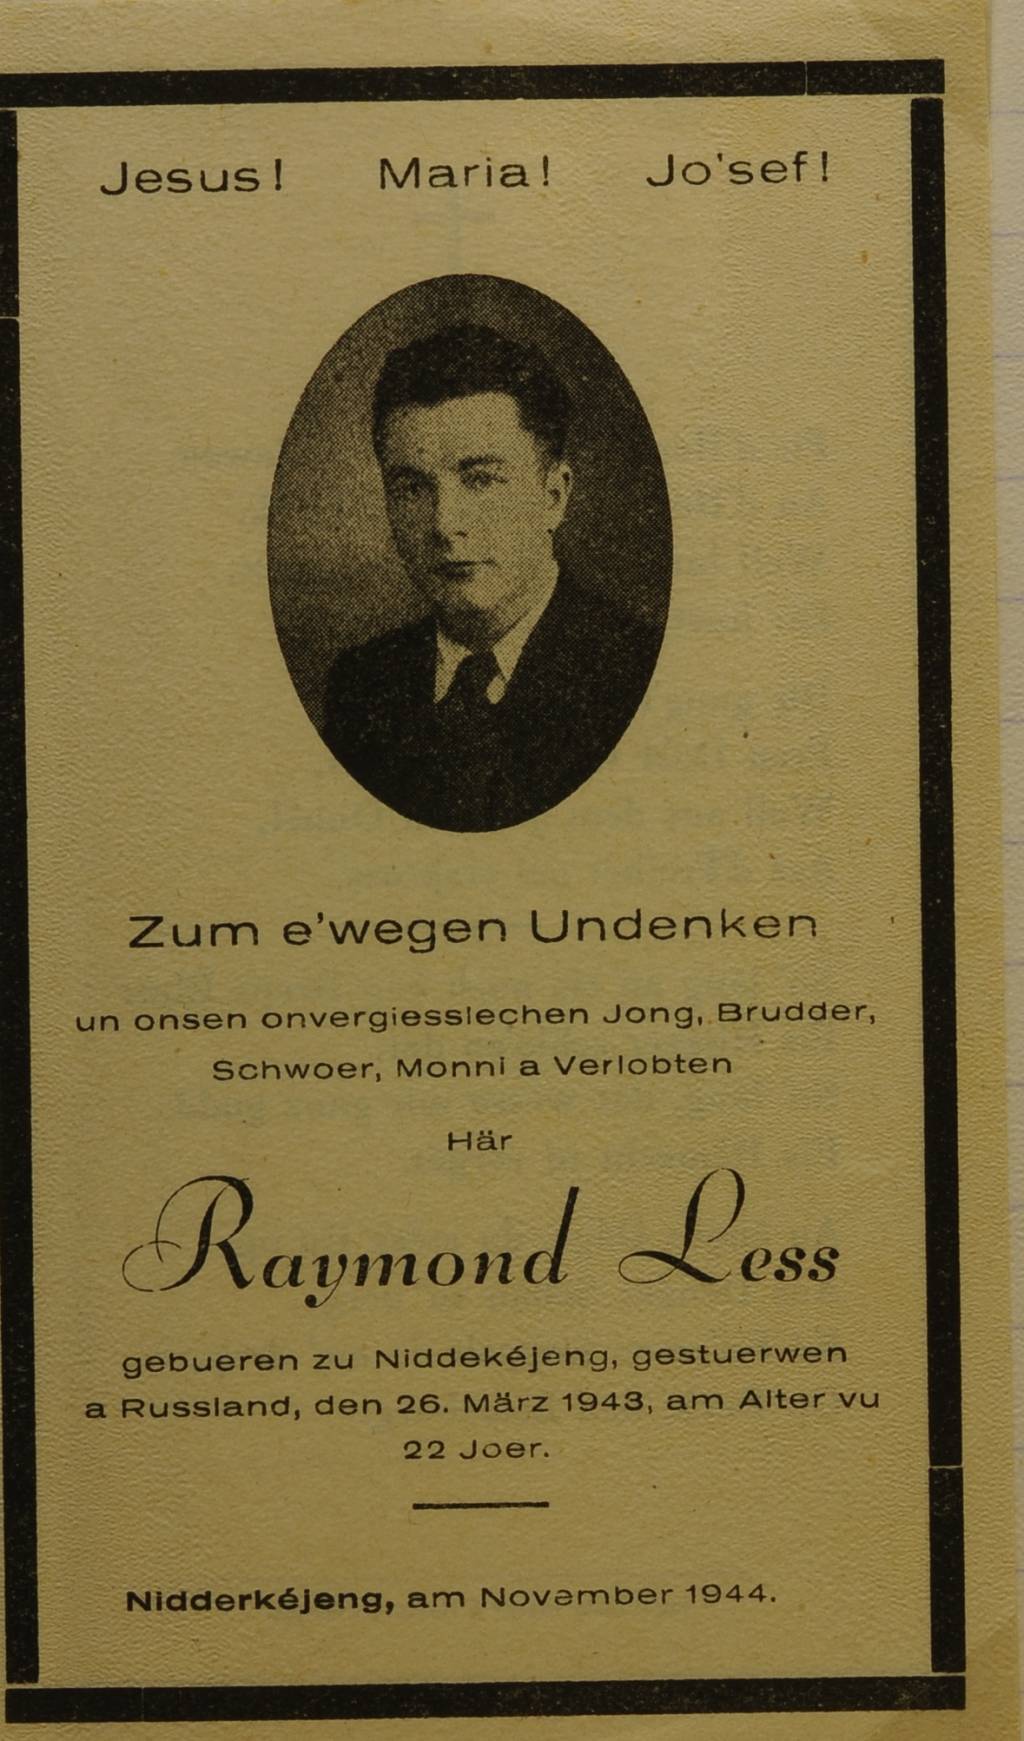 Jesus! Maria! Jo'sef!
Zum e'wegen Undenken
un onsen onvergiesslechen Jong, Brudder,
Schwoer, Monni a Verlobten
Här
Raymond Less
gebueren zu Niddekéjeng, gestuerwen
a Russland, den 26. März 1943, am Alter vu
22 Joer.
Nidderkéjeng, am November 1944.